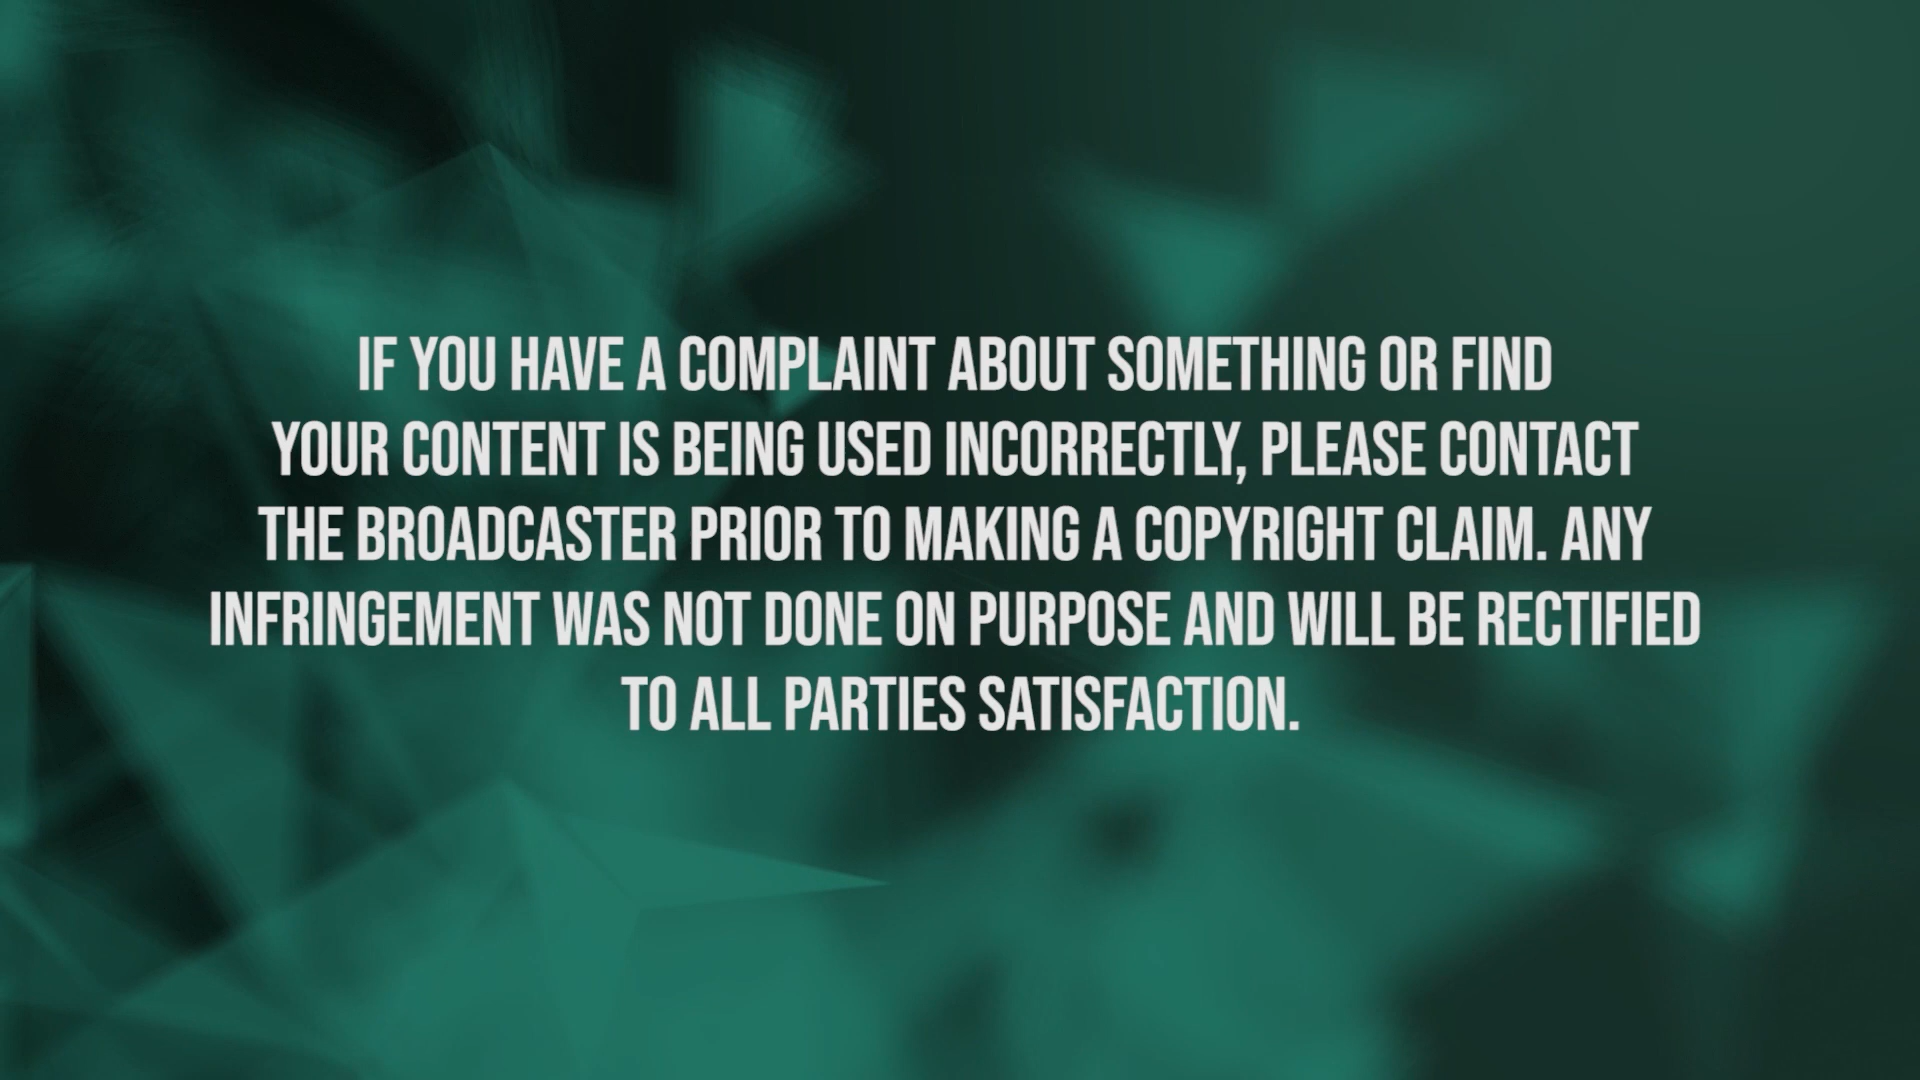 IF YOU HAVE A COMPLAINT ABOUT SOMETHING OR FIND
YOUR CONTENT IS BEING USED INCORRECTLY, PLEASE CONTACT
THE BROADCASTER PRIOR TO MAKING A COPYRIGHT CLAIM. ANY
INFRINGEMENT WAS NOT DONE ON PURPOSE AND WILL BE RECTIFIED
TO ALL PARTIES SATISFACTION.